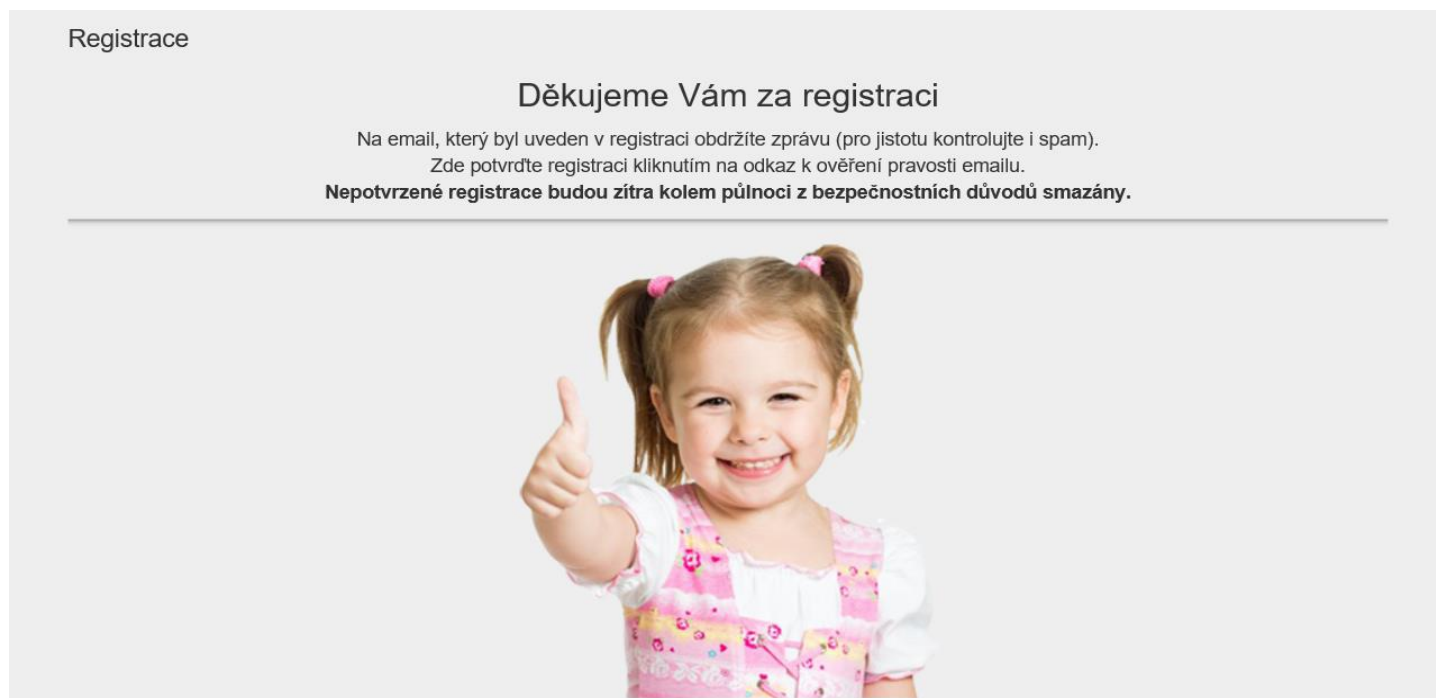 Registrace
Děkujeme Vám za registraci
Na email, který byl uveden v registraci obdržíte zprávu (pro jistotu kontrolujte i spam).
Zde potvrďte registraci kliknutím na odkaz k ověření pravosti emailu.
Nepotvrzené registrace budou zítra kolem půlnoci z bezpečnostních důvodů smazány.